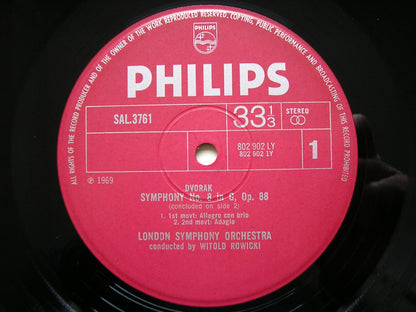 ALL RIGHTS OF THE RECORD PRODUCER AND OF THE OWNER OF THE WORK REPRODUCED RESERVED. COPYING, PUBLIC PERFORMANCE AND BROADCASTING OF THIS RECORD PROHIBITED
PHILIPS
PHILIPS
SAL.3761
33 1/3
STEREO
802 902 LY
802 902 1Y
1
℗ 1969
DVORAK
SYMPHONY No. 8 in G, Op. 88
(concluded on side 2)
1. 1st movt: Allegro con brio
2. 2nd movt: Adagio
LONDON SYMPHONY ORCHESTRA
conducted by WITOLD ROWICKI